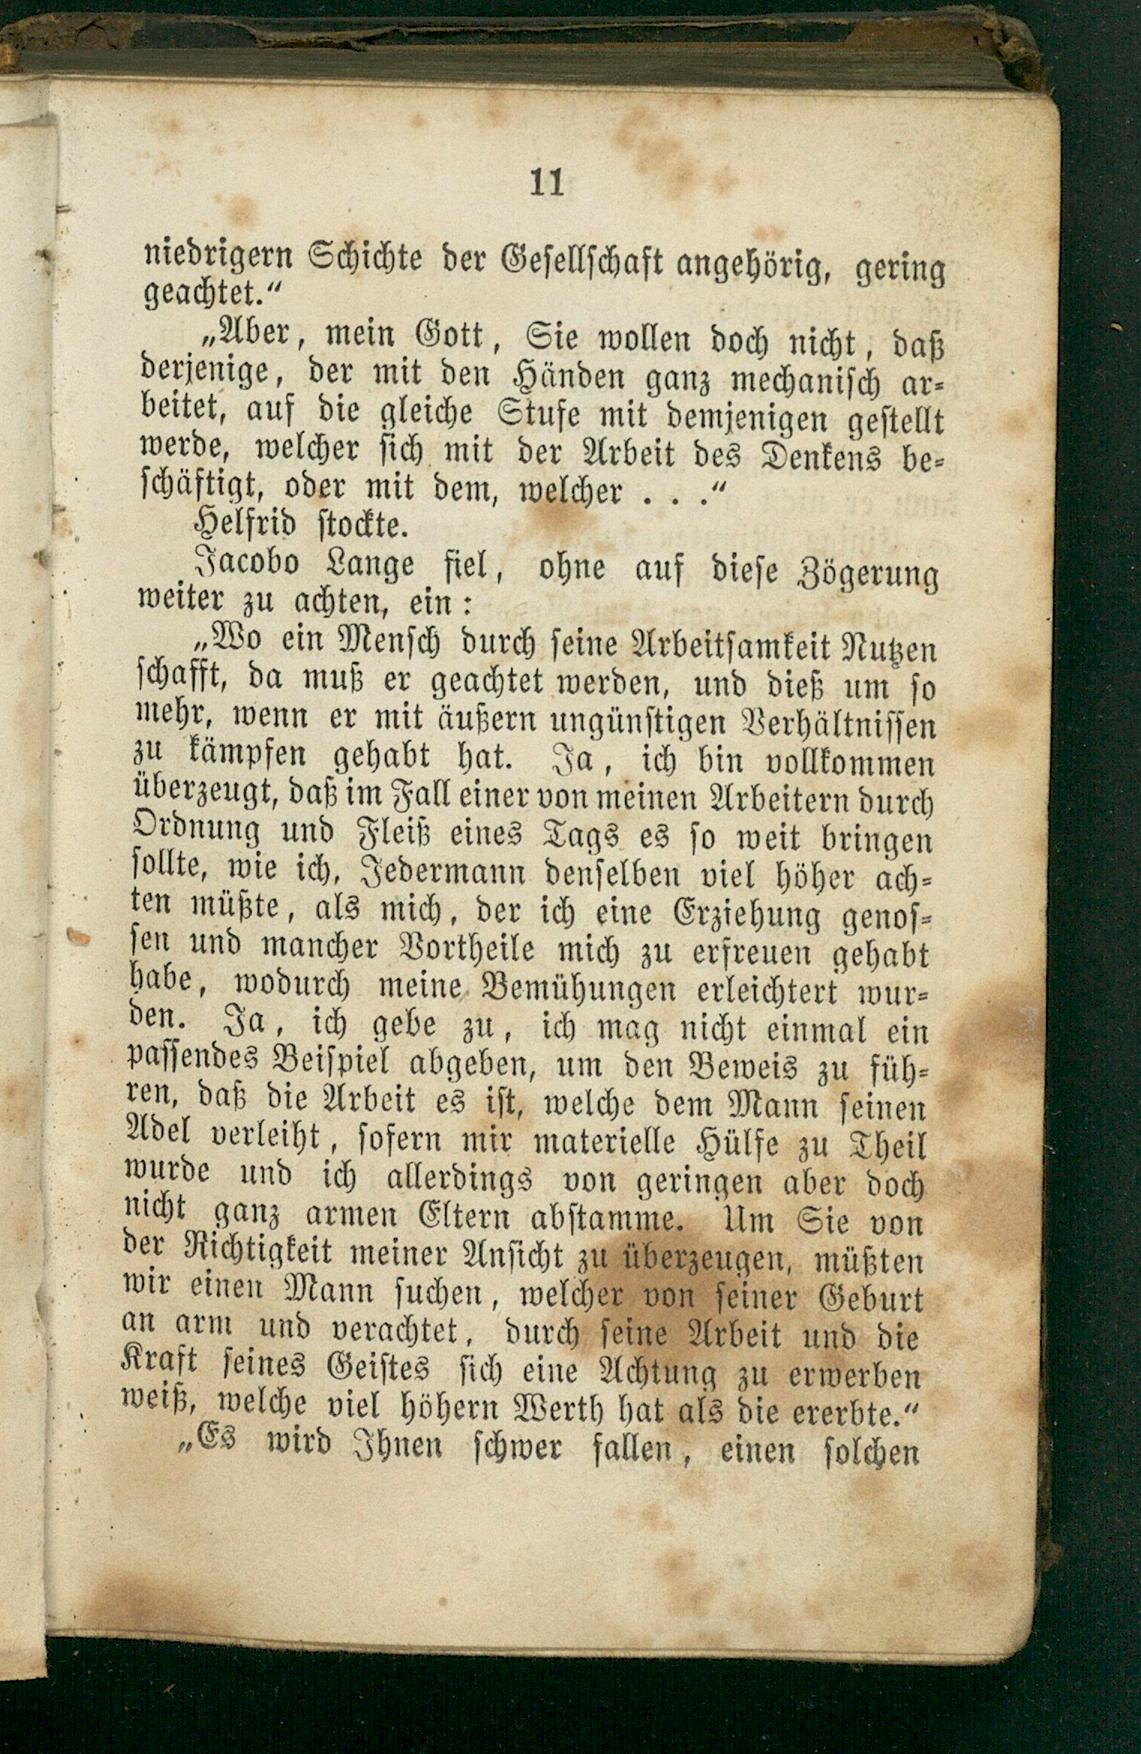 11
niedrigern Schichte der Gesellschaft angehörig, gering
geachtet.“
„Aber, mein Gott, Sie wollen doch nicht, daß
derjenige, der mit den Händen ganz mechanisch ar-
beitet, auf die gleiche Stufe mit demjenigen gestellt
werde, welcher sich mit der Arbeit des Denkens be-
schäftigt, oder mit dem, welcher . . .“
Helfrid stockte.
Jacobo Lange fiel, ohne auf diese Zögerung
weiter zu achten, ein:
„Wo ein Mensch durch seine Arbeitsamkeit Nutzen
schafft, da muß er geachtet werden, und dieß um so
mehr, wenn er mit äußern ungünstigen Verhältnissen
zu kämpfen gehabt hat. Ja, ich bin vollkommen
überzeugt, daß im Fall einer von meinen Arbeitern durch
Ordnung und Fleiß eines Tags es so weit bringen
sollte, wie ich, Jedermann denselben viel höher ach-
ten müßte, als mich, der ich eine Erziehung genos-
sen und mancher Vortheile mich zu erfreuen gehabt
habe, wodurch meine Bemühungen erleichtert wur-
den. Ja, ich gebe zu, ich mag nicht einmal ein
passendes Beispiel abgeben, um den Beweis zu füh-
ren, daß die Arbeit es ist, welche dem Mann seinen
Adel verleiht, sofern mir materielle Hülfe zu Theil
wurde und ich allerdings von geringen aber doch
nicht ganz armen Eltern abstamme. Um Sie von
der Richtigkeit meiner Ansicht zu überzeugen, müßten
wir einen Mann suchen, welcher von seiner Geburt
an arm und verachtet, durch seine Arbeit und die
Kraft seines Geistes sich eine Achtung zu erwerben
weiß, welche viel höhern Werth hat als die ererbte.“
„Es wird Ihnen schwer fallen, einen solchen